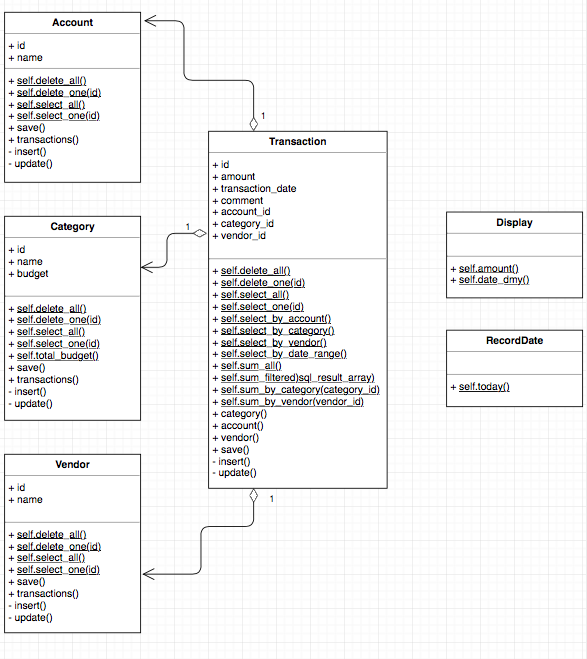 Account
+ id
+ name
+ self.delete_all()
+ self.delete_one(id)
+ self.select_all()
+ self.select_one(id)
+ save()
+ transactions()
- insert()
- update()
1
Transaction
+ id
+ amount
+ transaction_date
+ comment
+ account_id
+ category_id
+ vendor_id
+ self.delete_all()
+ self.delete_one(id)
+ self.select_all()
+ self.select_one(id)
+ self.select_by_account()
+ self.select_by_category()
+ self.select_by_vendor()
+ self.select_by_date_range()
+ self.sum_all()
+ self.sum_filtered)sql_result_array)
+ self.sum_by_category(category_id)
+ self.sum_by_vendor(vendor_id)
+ category()
+ account()
+ vendor()
+ save()
- insert()
- update()
1
Category
+ id
+ name
+ budget
+ self.delete_all()
+ self.delete_one(id)
+ self.select_all()
+ self.select_one(id)
+ self.total_budget()
+ save()
+ transactions()
- insert()
- update()
1
Vendor
+ id
+ name
+ self.delete_all()
+ self.delete_one(id)
+ self.select_all()
+ self.select_one(id)
+ save()
+ transactions()
- insert()
- update()
Display
+ self.amount()
+ self.date_dmy()
RecordDate
+ self.today()